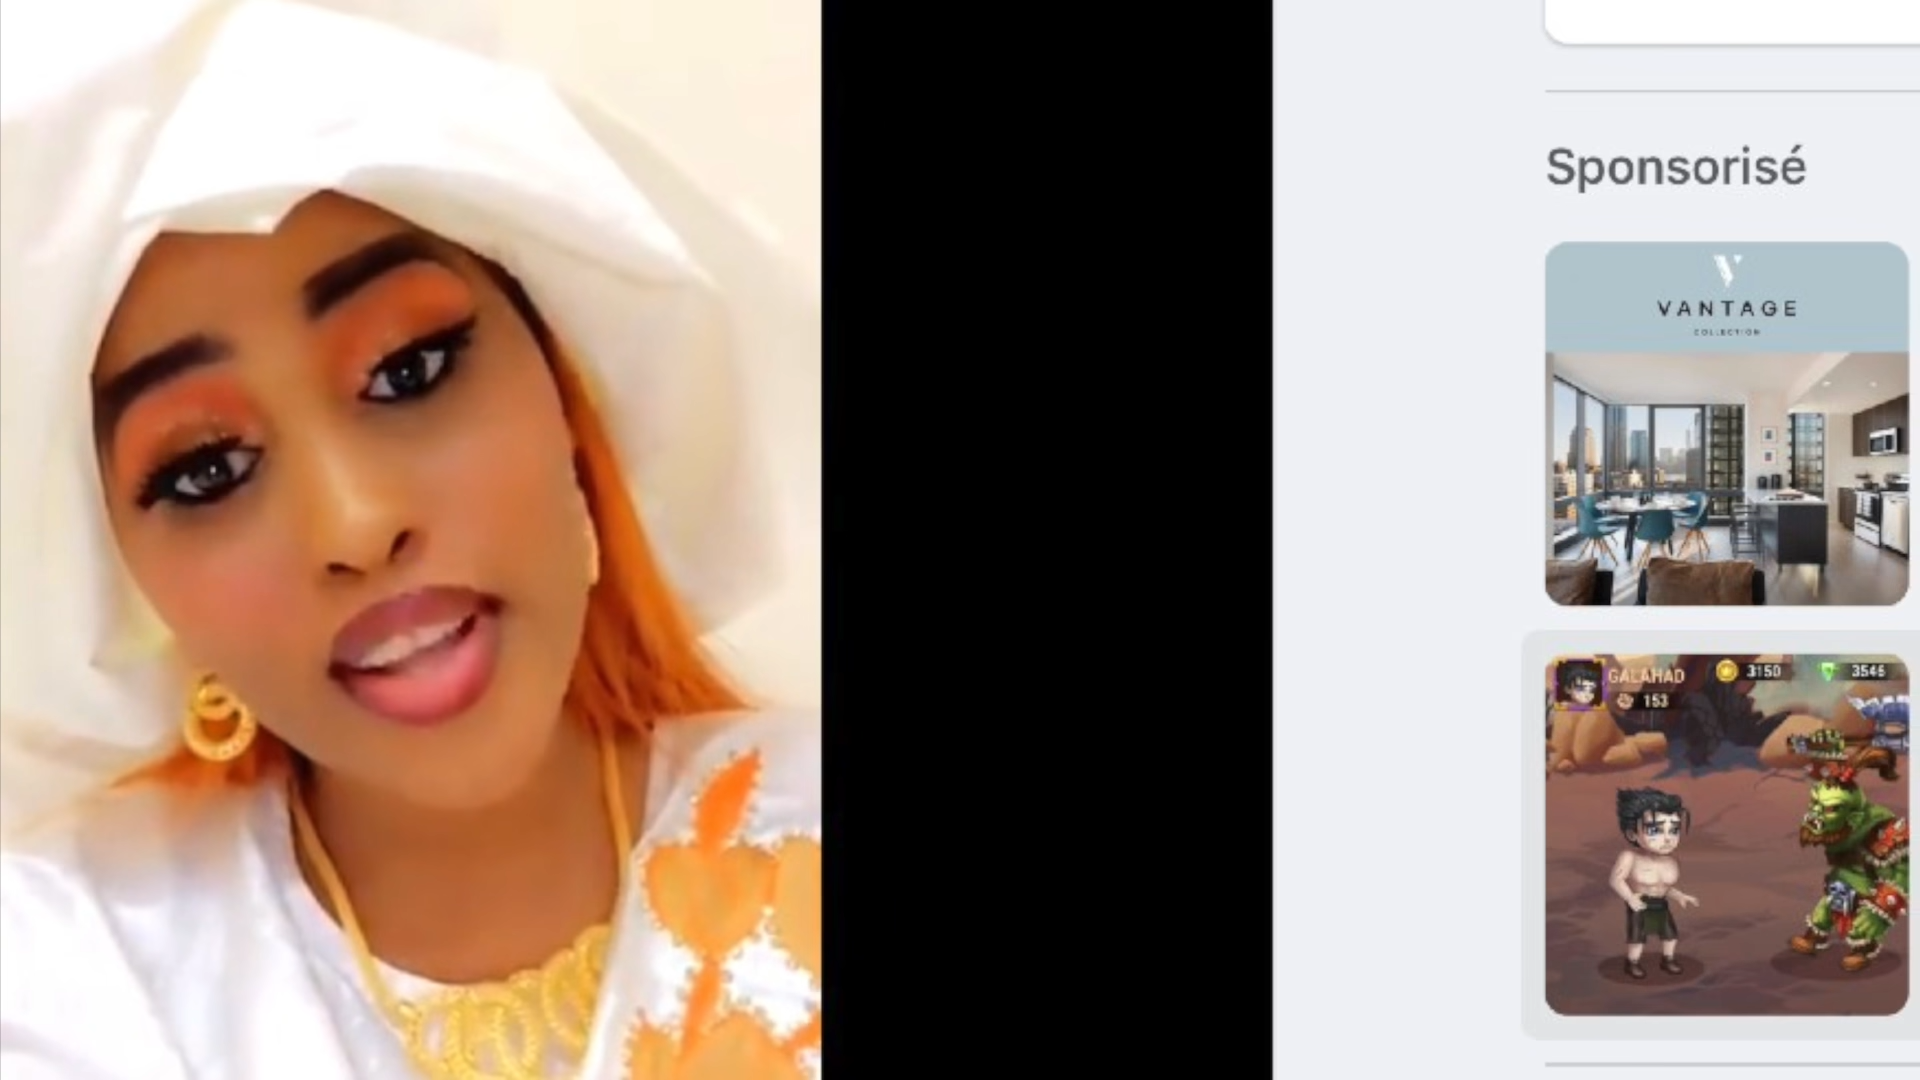 Sponsorisé
VANTAGE
COLLECTION
GALAHAD
3150
3546
153